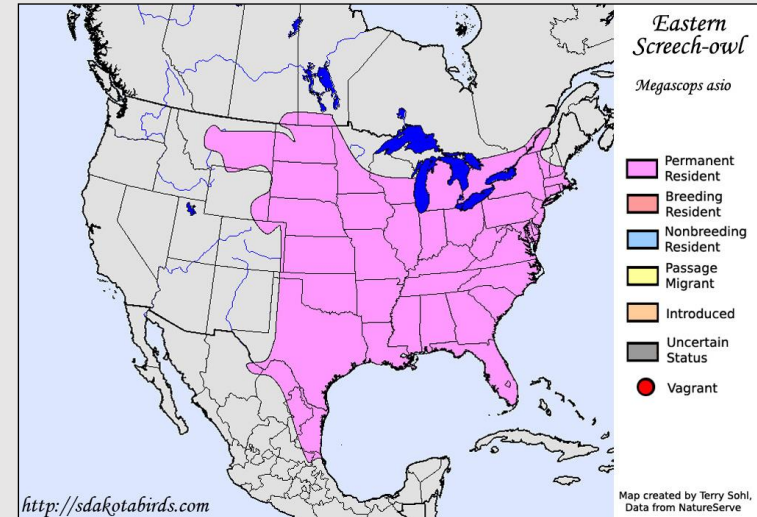 Eastern
Screech-owl
Megascops asio
Permanent
Resident
Breeding
Resident
Nonbreeding
Resident
Passage
Migrant
Introduced
Uncertain
Status
Vagrant
http://sdakotabirds.com
Map created by Terry Sohl,
Data from NatureServe